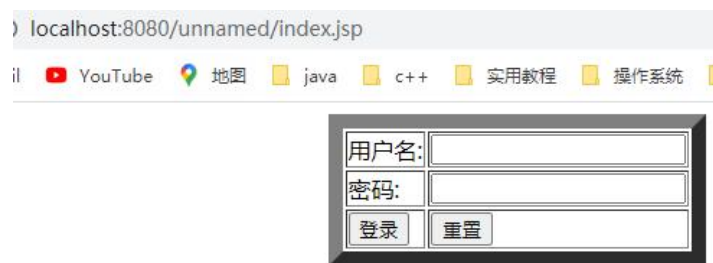 localhost:8080/unnamed/index.jsp
YouTube 地图 java c++ 实用教程 操作系统
用户名:
密码:
登录 重置